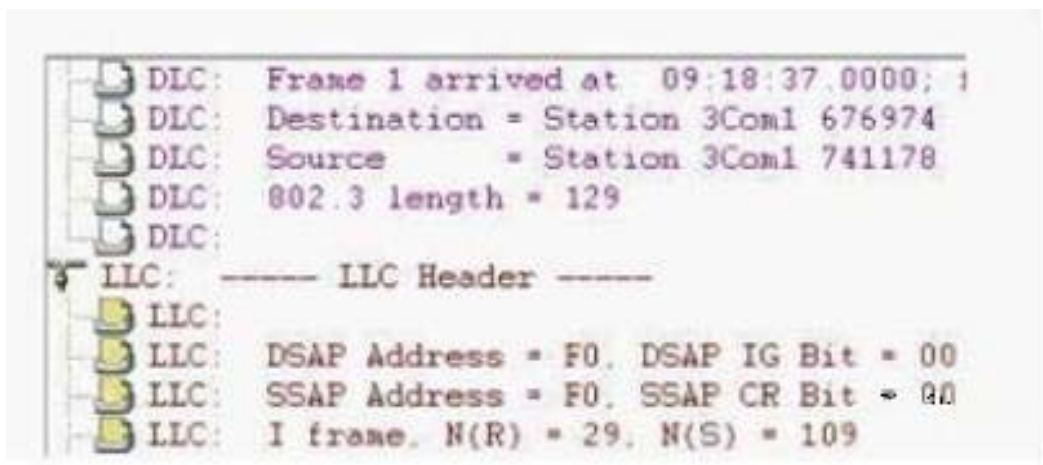 DLC: Frame 1 arrived at 09:18:37.0000;
DLC: Destination = Station 3Com1 676974
DLC: Source = Station 3Com1 741178
DLC: 802.3 length = 129
DLC:
LLC: ----- LLC Header -----
LLC:
LLC: DSAP Address = F0, DSAP IG Bit = 00
LLC: SSAP Address = F0, SSAP CR Bit = 00
LLC: I frame, N(R) = 29, N(S) = 109